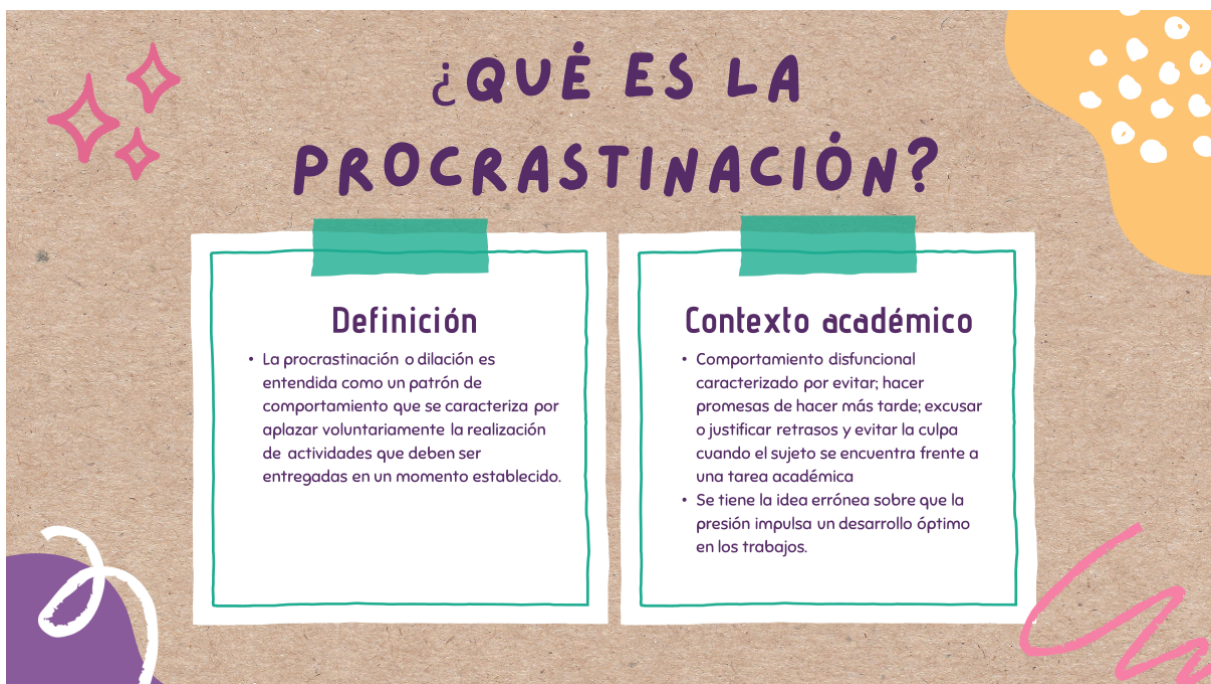 ¿QUÉ ES LA
PROCRASTINACIÓN?
Definición
• La procrastinación o dilación es
entendida como un patrón de
comportamiento que se caracteriza por
aplazar voluntariamente la realización
de actividades que deben ser
entregadas en un momento establecido.
Contexto académico
• Comportamiento disfuncional
caracterizado por evitar; hacer
promesas de hacer más tarde; excusar
o justificar retrasos y evitar la culpa
cuando el sujeto se encuentra frente a
una tarea académica
• Se tiene la idea errónea sobre que la
presión impulsa un desarrollo óptimo
en los trabajos.